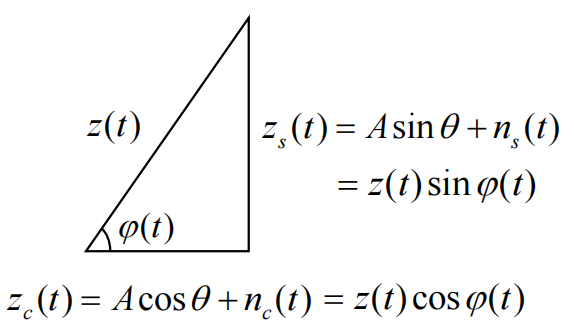 z(t)
z_s(t) = A sin θ + n_s(t)
= z(t) sin φ(t)
φ(t)
z_c(t) = A cos θ + n_c(t) = z(t) cos φ(t)